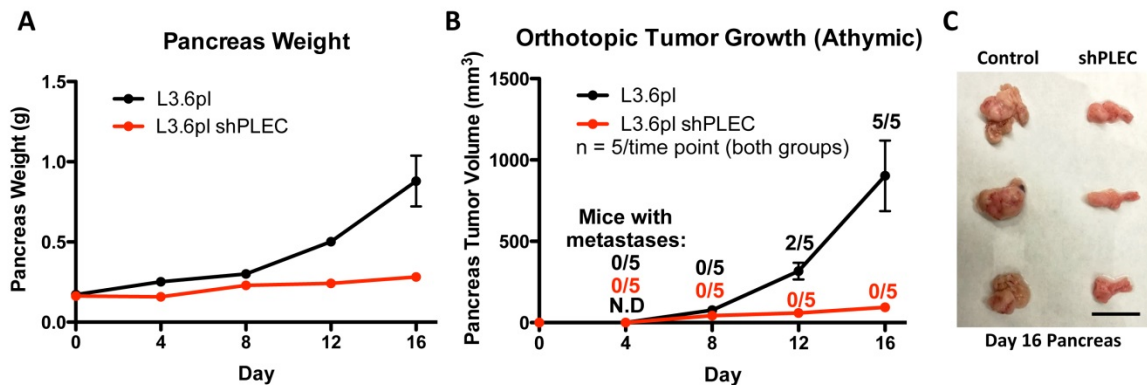 A
Pancreas Weight
Pancreas Weight (g)
1.5
1.0
0.5
0.0
L3.6pl
L3.6pl shPLEC
0
4
8
12
16
Day
B
Orthotopic Tumor Growth (Athymic)
Pancreas Tumor Volume (mm³)
1500
1000
500
0
L3.6pl
L3.6pl shPLEC
n = 5/time point (both groups)
Mice with
metastases:
0/5
0/5
N.D
0/5
0/5
2/5
0/5
5/5
0/5
0
4
8
12
16
Day
C
Control
shPLEC
Day 16 Pancreas